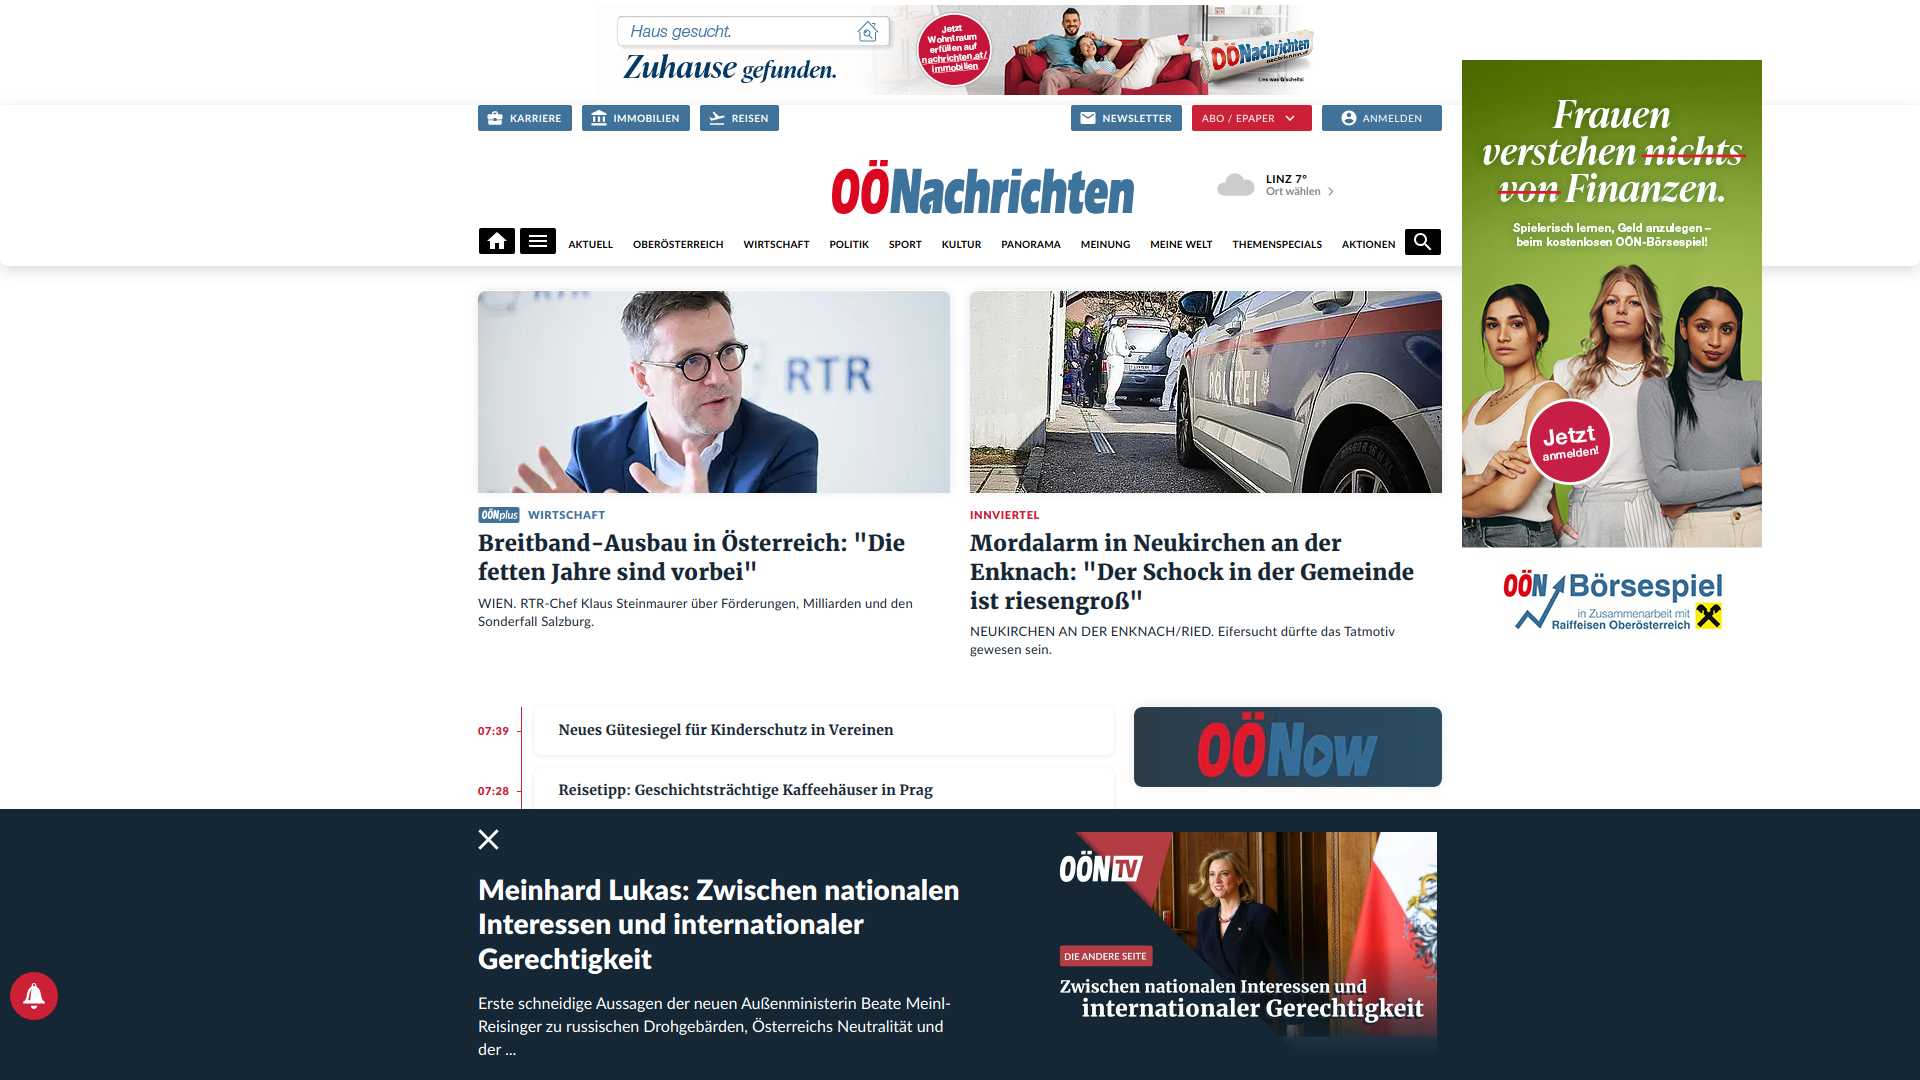 Haus gesucht.
Zuhause gefunden.
Jetzt
Wohntraum
erfüllen auf
nachrichten.at/
immobilien
OÖNachrichten
Lies was G'scheits!
KARRIERE
IMMOBILIEN
REISEN
NEWSLETTER
ABO / EPAPER
ANMELDEN
OÖNachrichten
LINZ 7°
Ort wählen
AKTUELL
OBERÖSTERREICH
WIRTSCHAFT
POLITIK
SPORT
KULTUR
PANORAMA
MEINUNG
MEINE WELT
THEMENSPECIALS
AKTIONEN
Frauen
verstehen nichts
von Finanzen.
Spielerisch lernen, Geld anzulegen –
beim kostenlosen OÖN-Börsespiel!
Jetzt
anmelden!
OÖN Börsespiel
in Zusammenarbeit mit
Raiffeisen Oberösterreich
RTR
POLIZEI
OÖNplus WIRTSCHAFT
Breitband-Ausbau in Österreich: "Die
fetten Jahre sind vorbei"
WIEN. RTR-Chef Klaus Steinmaurer über Förderungen, Milliarden und den
Sonderfall Salzburg.
INNVIERTEL
Mordalarm in Neukirchen an der
Enknach: "Der Schock in der Gemeinde
ist riesengroß"
NEUKIRCHEN AN DER ENKNACH/RIED. Eifersucht dürfte das Tatmotiv
gewesen sein.
07:39 Neues Gütesiegel für Kinderschutz in Vereinen
07:28 Reisetipp: Geschichtsträchtige Kaffeehäuser in Prag
OÖNow
Meinhard Lukas: Zwischen nationalen
Interessen und internationaler
Gerechtigkeit
Erste schneidige Aussagen der neuen Außenministerin Beate Meinl-
Reisinger zu russischen Drohgebärden, Österreichs Neutralität und
der ...
OÖN TV
DIE ANDERE SEITE
Zwischen nationalen Interessen und
internationaler Gerechtigkeit